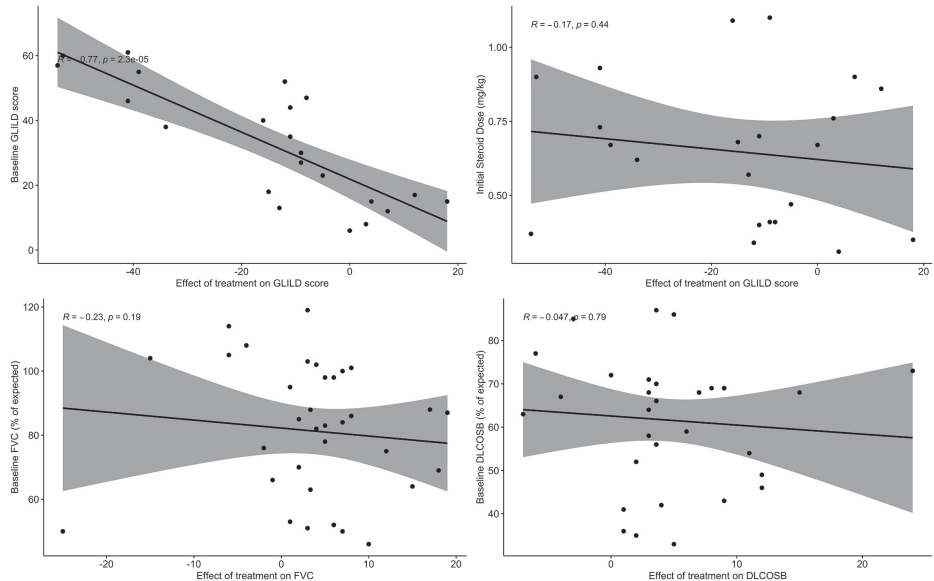 R = −0.77, p = 2.3e-05
60
40
20
0
Baseline GLILD score
-40
-20
0
20
Effect of treatment on GLILD score
R = −0.17, p = 0.44
1.00
0.75
0.50
Initial Steroid Dose (mg/kg)
-40
-20
0
20
Effect of treatment on GLILD score
R = −0.23, p = 0.19
120
100
80
60
Baseline FVC (% of expected)
-20
-10
0
10
20
Effect of treatment on FVC
R = −0.047, p = 0.79
80
70
60
50
40
Baseline DLCOSB (% of expected)
0
10
20
Effect of treatment on DLCOSB